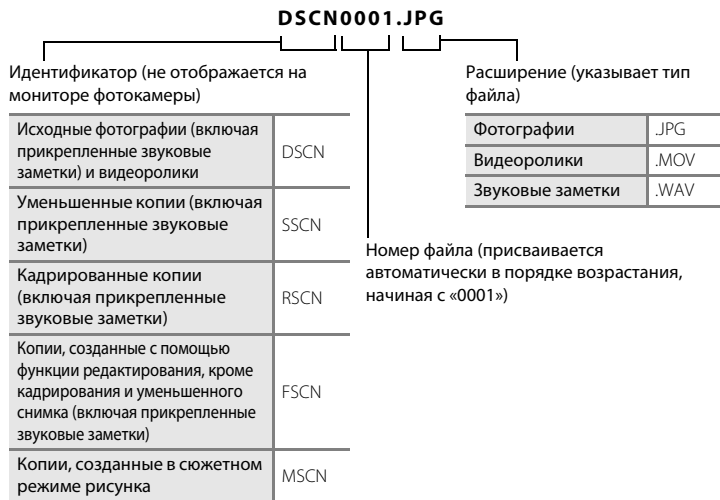 DSCN0001.JPG
Идентификатор (не отображается на
мониторе фотокамеры)
Исходные фотографии (включая
прикрепленные звуковые
заметки) и видеоролики
DSCN
Уменьшенные копии (включая
прикрепленные звуковые
заметки)
SSCN
Кадрированные копии
(включая прикрепленные
звуковые заметки)
RSCN
Копии, созданные с помощью
функции редактирования, кроме
кадрирования и уменьшенного
снимка (включая прикрепленные
звуковые заметки)
FSCN
Копии, созданные в сюжетном
режиме рисунка
MSCN
Расширение (указывает тип
файла)
Фотографии .JPG
Видеоролики .MOV
Звуковые заметки .WAV
Номер файла (присваивается
автоматически в порядке возрастания,
начиная с «0001»)